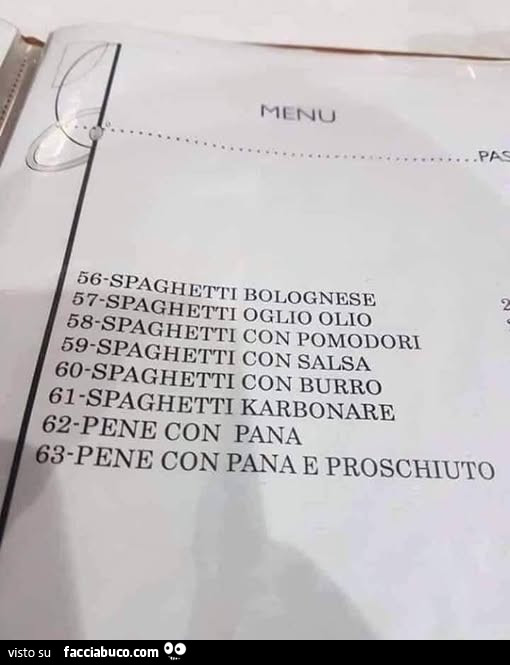 MENU
PAS
56-SPAGHETTI BOLOGNESE
57-SPAGHETTI OGLIO OLIO
58-SPAGHETTI CON POMODORI
59-SPAGHETTI CON SALSA
60-SPAGHETTI CON BURRO
61-SPAGHETTI KARBONARE
62-PENE CON PANA
63-PENE CON PANA E PROSCHIUTO
visto su facciabuco.com